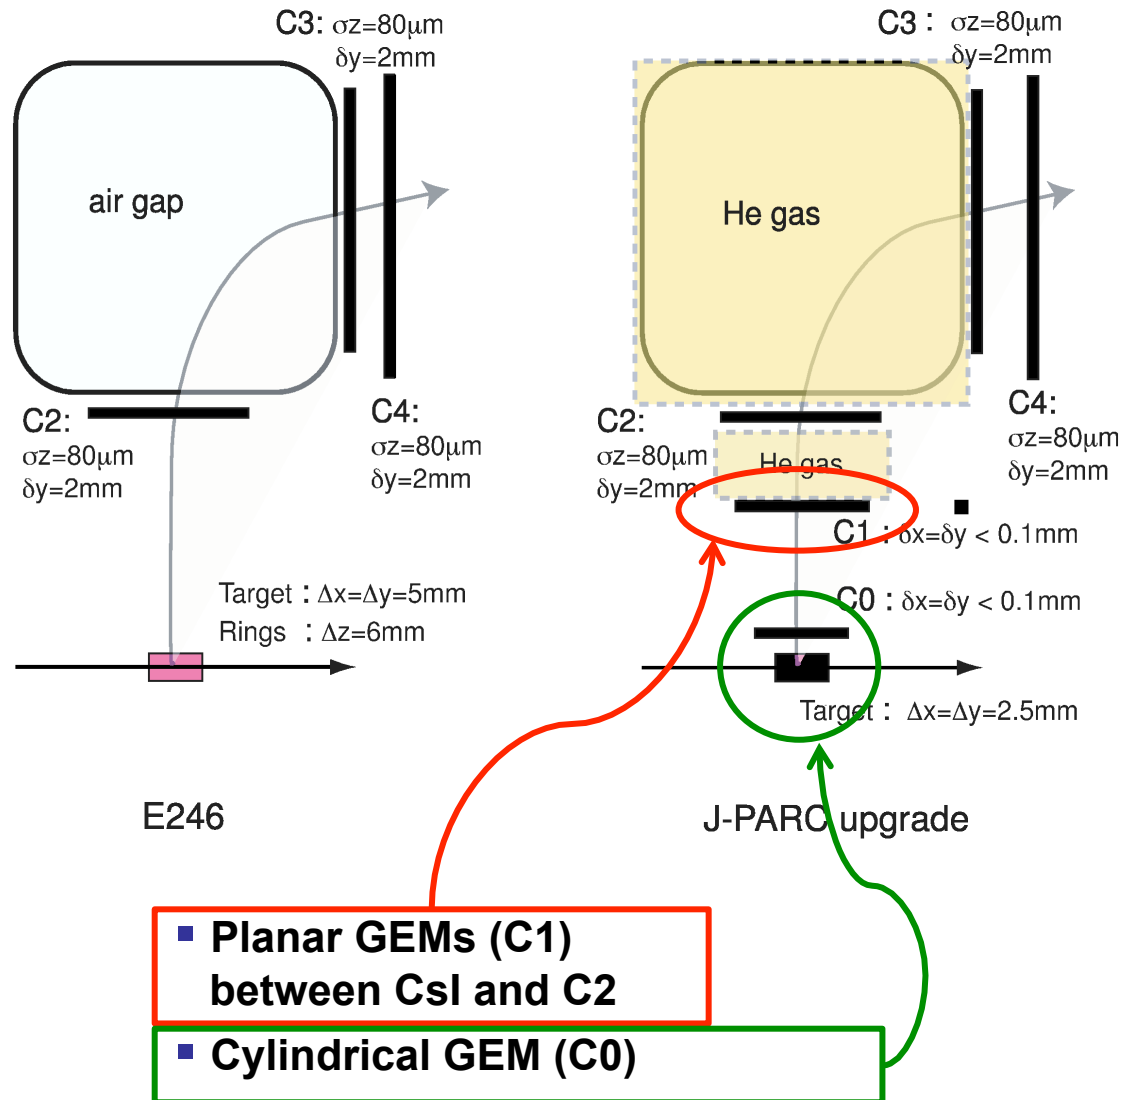 C3: σz=80μm
δy=2mm
air gap
C2:
σz=80μm
δy=2mm
C4:
σz=80μm
δy=2mm
Target : Δx=Δy=5mm
Rings : Δz=6mm
E246
C3 : σz=80μm
δy=2mm
He gas
C2:
σz=80μm
δy=2mm
He gas
C4:
σz=80μm
δy=2mm
C1 : δx=δy < 0.1mm
C0 : δx=δy < 0.1mm
Target : Δx=Δy=2.5mm
J-PARC upgrade
▪ Planar GEMs (C1)
between CsI and C2
▪ Cylindrical GEM (C0)